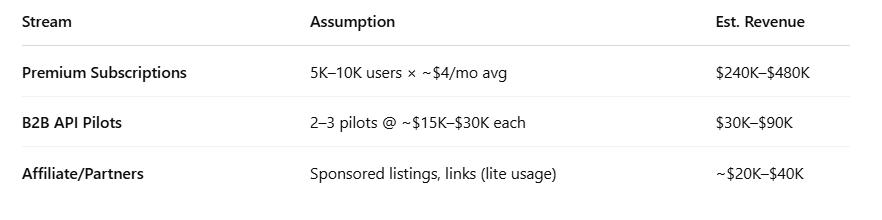 Stream Assumption Est. Revenue
Premium Subscriptions 5K–10K users × ~$4/mo avg $240K–$480K
B2B API Pilots 2–3 pilots @ ~$15K–$30K each $30K–$90K
Affiliate/Partners Sponsored listings, links (lite usage) ~$20K–$40K